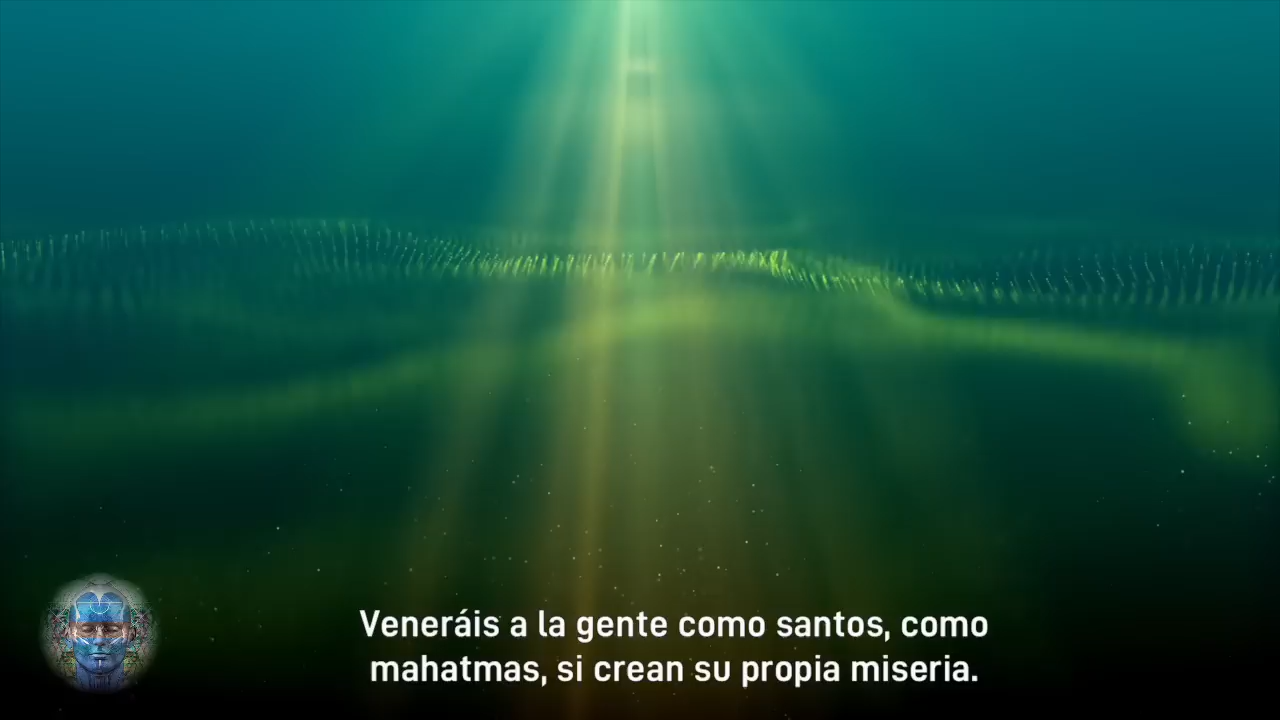 Veneráis a la gente como santos, como
mahatmas, si crean su propia miseria.